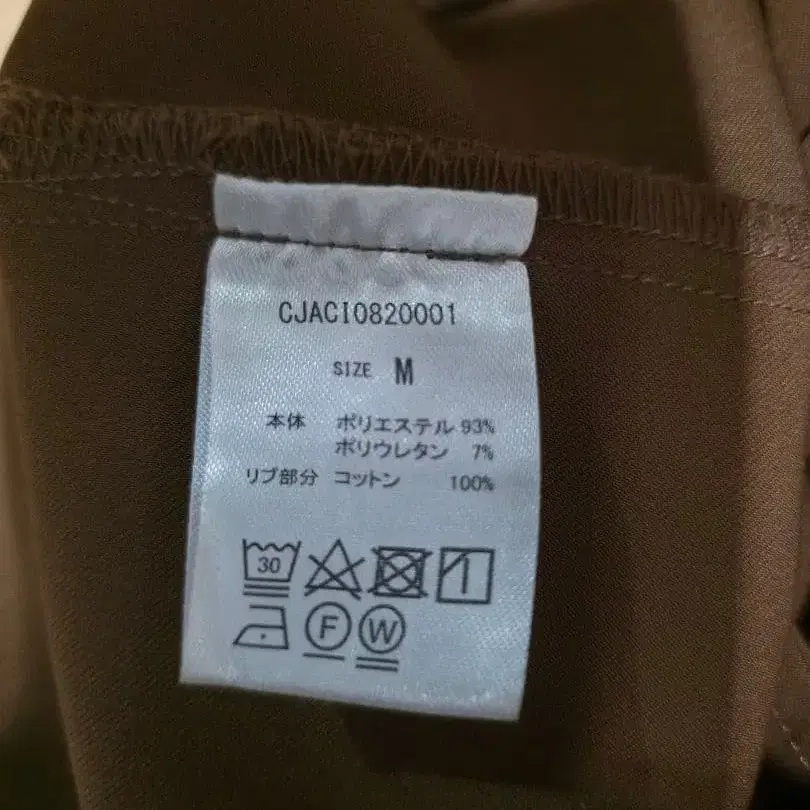 CJACI0820001
SIZE M
本体 ポリエステル 93%
ポリウレタン 7%
リブ部分 コットン 100%
30
F W